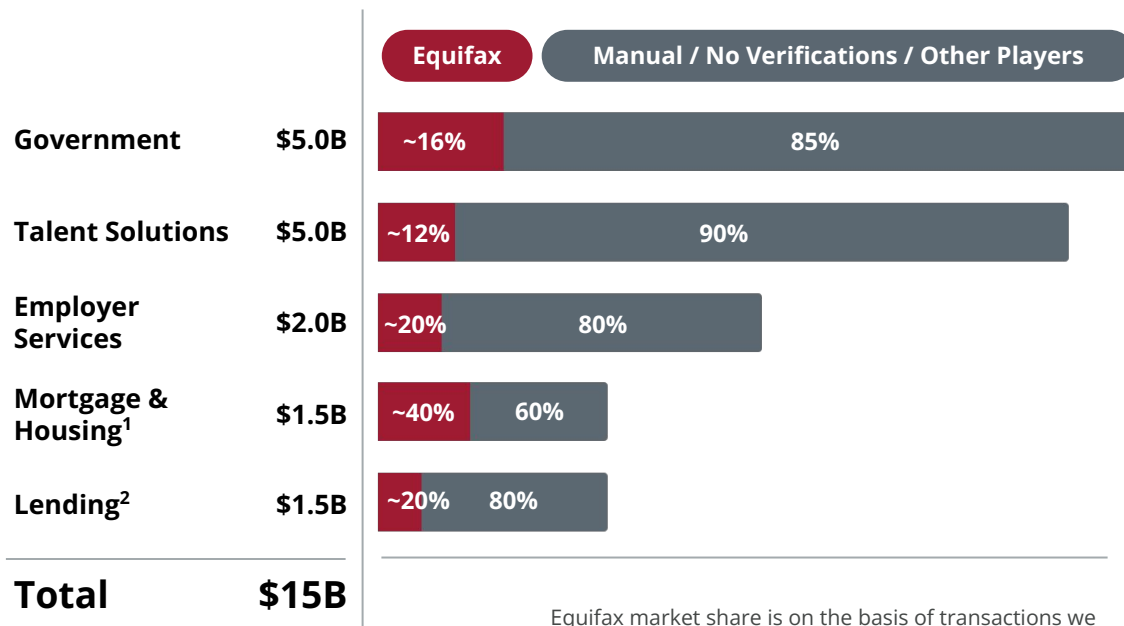 Equifax
Manual / No Verifications / Other Players
Government $5.0B ~16% 85%
Talent Solutions $5.0B ~12% 90%
Employer
Services $2.0B ~20% 80%
Mortgage &
Housing¹ $1.5B ~40% 60%
Lending² $1.5B ~20% 80%
Total $15B
Equifax market share is on the basis of transactions we